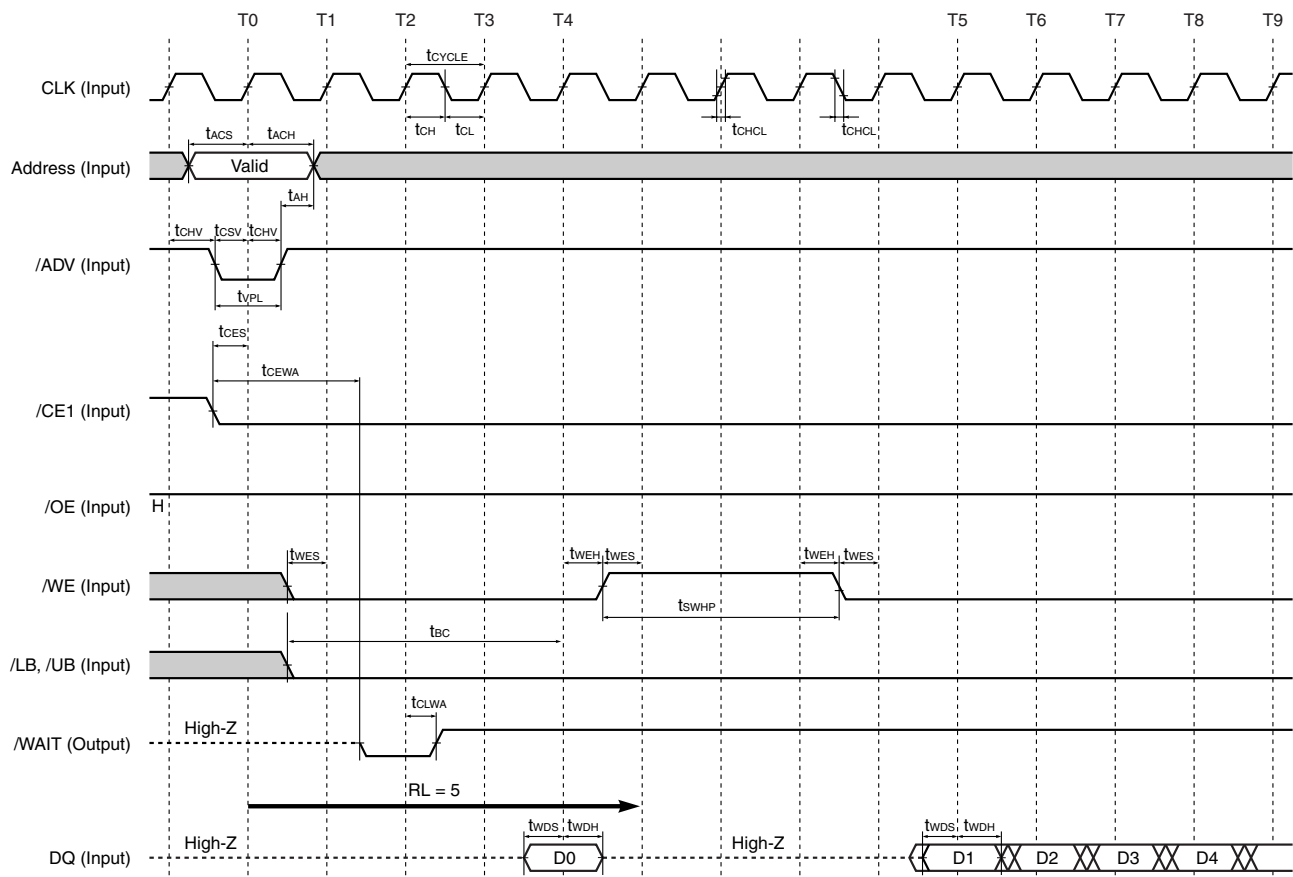 T0 T1 T2 T3 T4 T5 T6 T7 T8 T9
tCYCLE
CLK (Input)
tCH tCL tCHCL tCHCL
tACS tACH
Address (Input) Valid
tAH
tCHV tCSV tCHV
/ADV (Input)
tVPL
tCES
tCEWA
/CE1 (Input)
/OE (Input) H
tWES tWEH tWES tWEH tWES
/WE (Input)
tSWHP
tBC
/LB, /UB (Input)
tCLWA
High-Z
/WAIT (Output)
RL = 5
High-Z tWDS tWDH High-Z tWDS tWDH
DQ (Input) D0 D1 D2 D3 D4